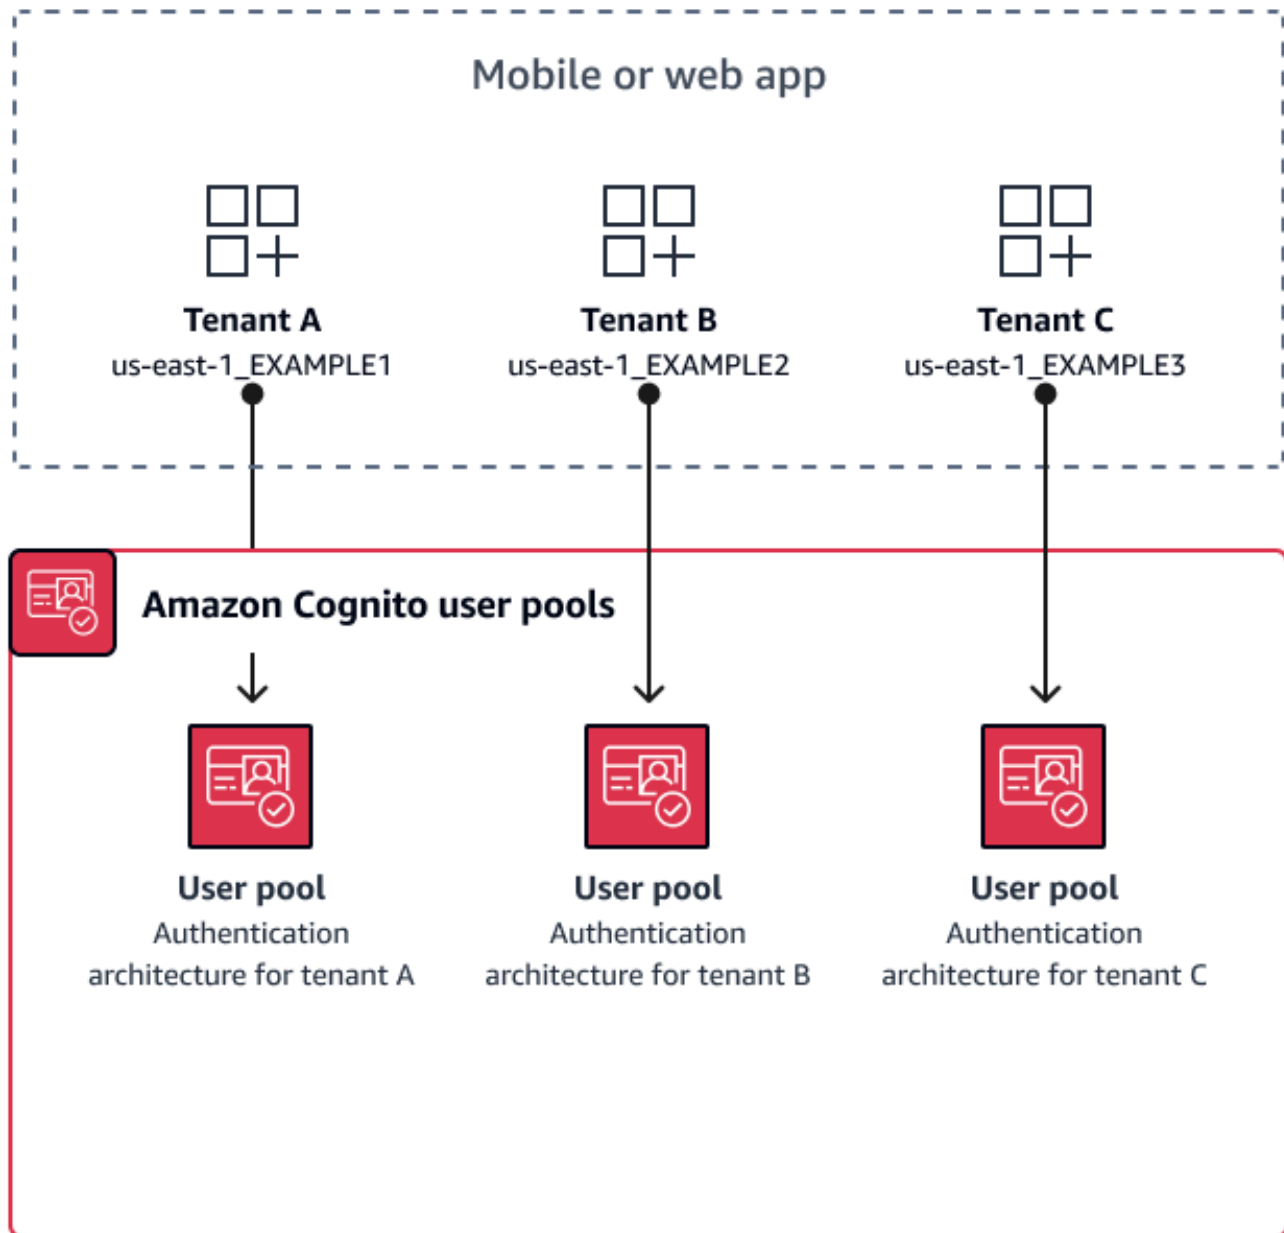 Mobile or web app
Tenant A
us-east-1_EXAMPLE1
Tenant B
us-east-1_EXAMPLE2
Tenant C
us-east-1_EXAMPLE3
Amazon Cognito user pools
User pool
Authentication
architecture for tenant A
User pool
Authentication
architecture for tenant B
User pool
Authentication
architecture for tenant C